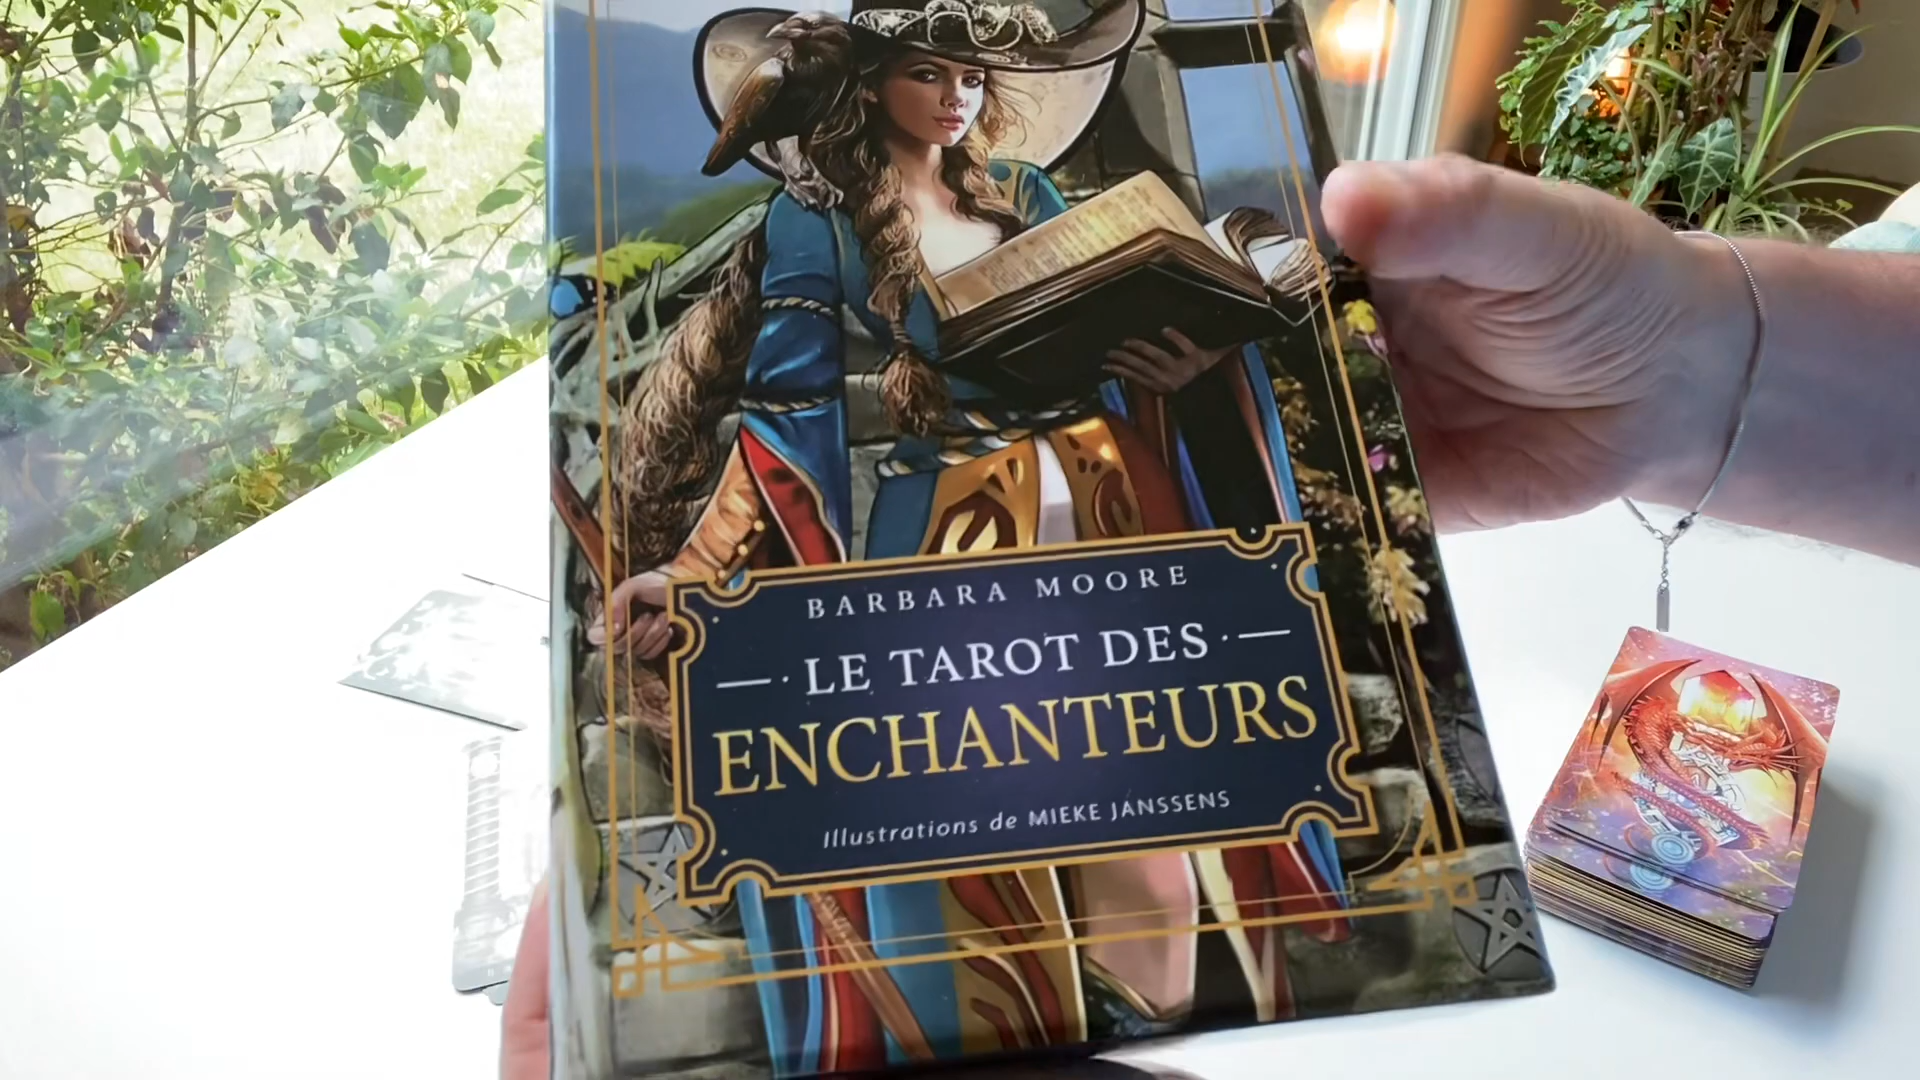 BARBARA MOORE
LE TAROT DES
ENCHANTEURS
Illustrations de MIEKE JANSSENS